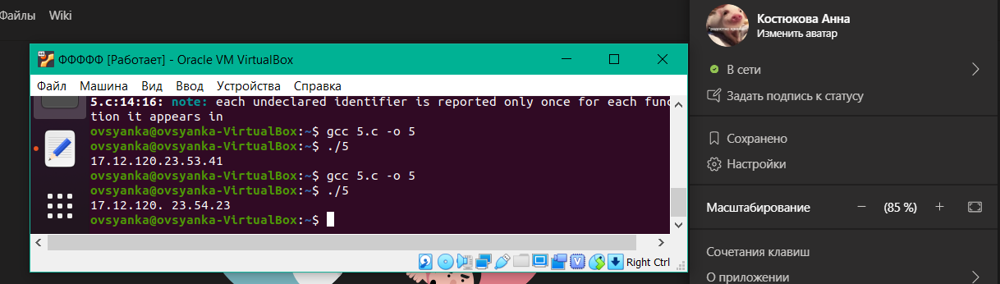 Файлы Wiki
ФФФФФ [Работает] - Oracle VM VirtualBox
Файл Машина Вид Ввод Устройства Справка
5.c:14:16: note: each undeclared identifier is reported only once for each func
tion it appears in
ovsyanka@ovsyanka-VirtualBox:~$ gcc 5.c -o 5
ovsyanka@ovsyanka-VirtualBox:~$ ./5
17.12.120.23.53.41
ovsyanka@ovsyanka-VirtualBox:~$ gcc 5.c -o 5
ovsyanka@ovsyanka-VirtualBox:~$ ./5
17.12.120. 23.54.23
ovsyanka@ovsyanka-VirtualBox:~$
Right Ctrl
Костюкова Анна
Изменить аватар
В сети
Задать подпись к статусу
Сохранено
Настройки
Масштабирование — (85 %) +
Сочетания клавиш
О приложении